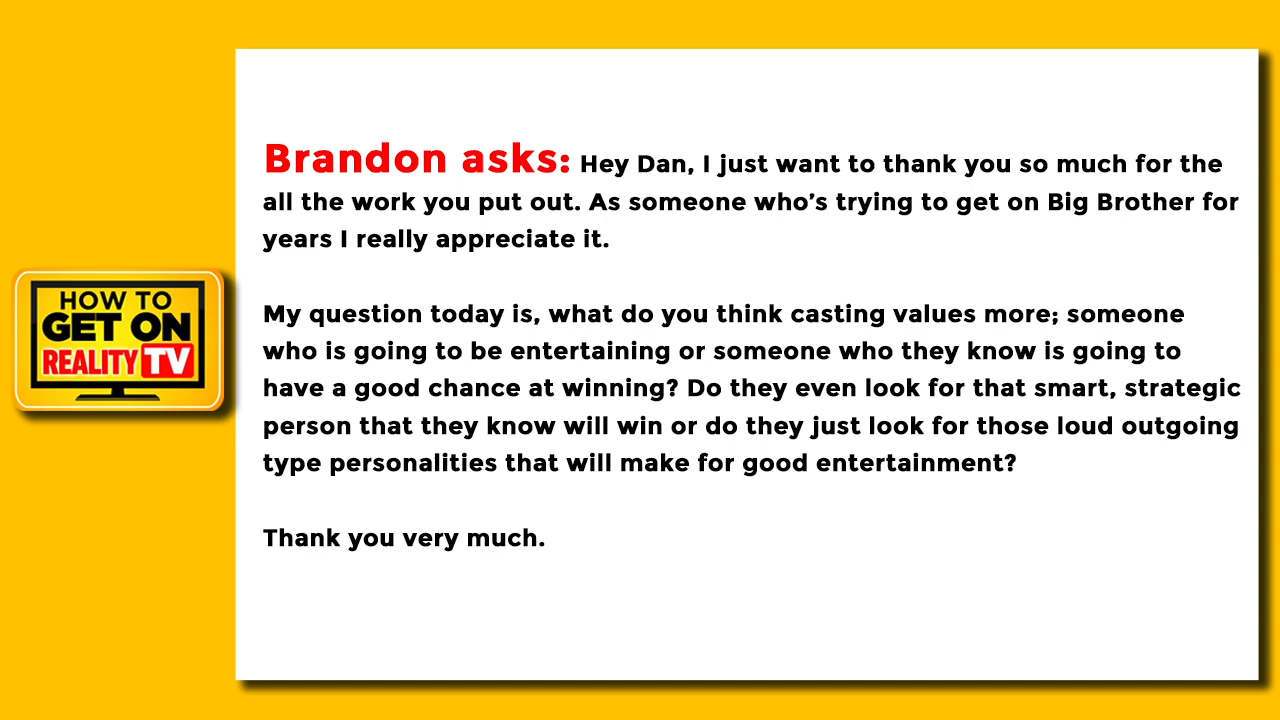 Brandon asks: Hey Dan, I just want to thank you so much for the
all the work you put out. As someone who’s trying to get on Big Brother for
years I really appreciate it.
My question today is, what do you think casting values more; someone
who is going to be entertaining or someone who they know is going to
have a good chance at winning? Do they even look for that smart, strategic
person that they know will win or do they just look for those loud outgoing
type personalities that will make for good entertainment?
Thank you very much.
HOW TO
GET ON
REALITY TV